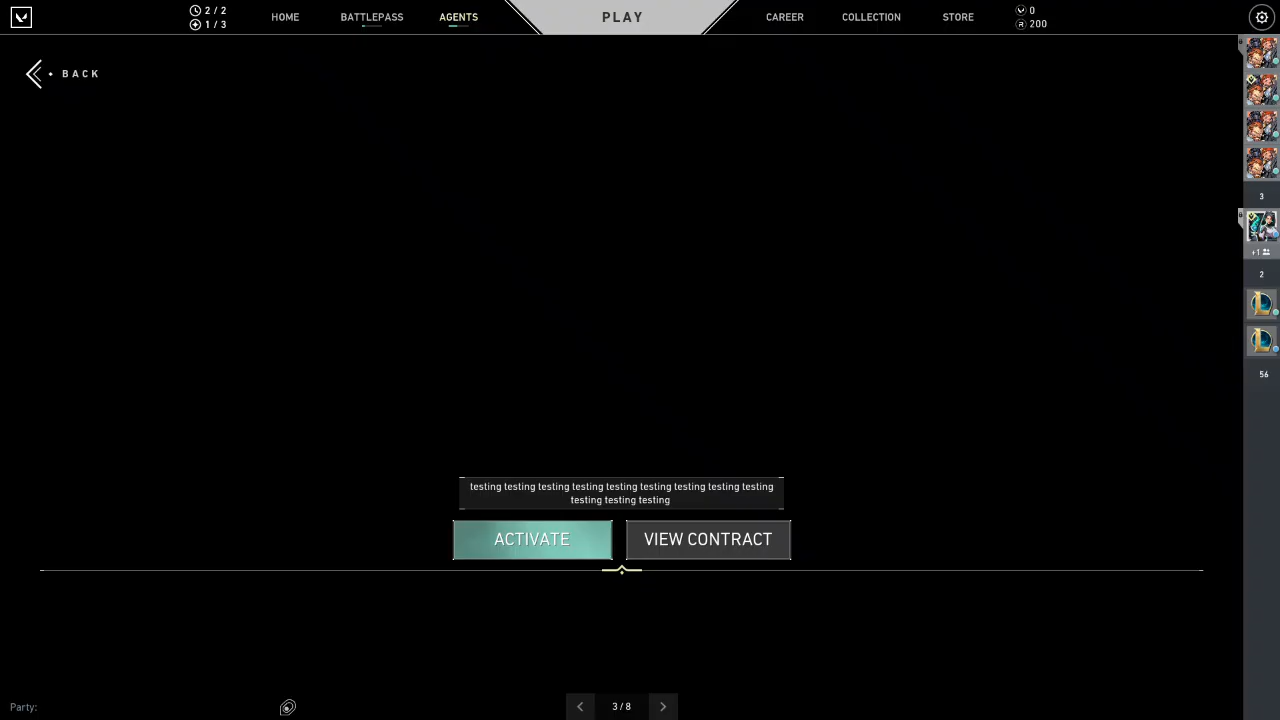 2 / 2
1 / 3
HOME
BATTLEPASS
AGENTS
PLAY
CAREER
COLLECTION
STORE
0
200
BACK
3
+1
2
56
testing testing testing testing testing testing testing testing testing
testing testing testing
ACTIVATE
VIEW CONTRACT
Party:
3 / 8